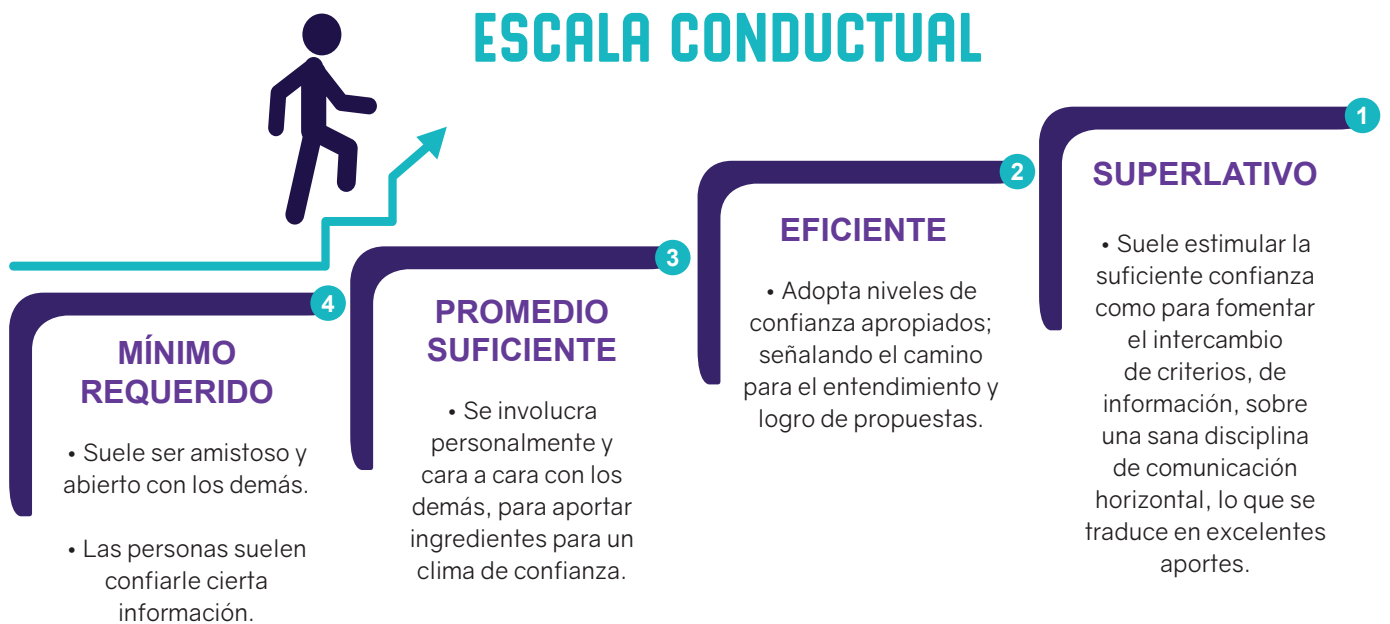 ESCALA CONDUCTUAL
4
MÍNIMO
REQUERIDO
• Suele ser amistoso y
abierto con los demás.
• Las personas suelen
confiarle cierta
información.
3
PROMEDIO
SUFICIENTE
• Se involucra
personalmente y
cara a cara con los
demás, para aportar
ingredientes para un
clima de confianza.
2
EFICIENTE
• Adopta niveles de
confianza apropiados;
señalando el camino
para el entendimiento y
logro de propuestas.
1
SUPERLATIVO
• Suele estimular la
suficiente confianza
como para fomentar
el intercambio
de criterios, de
información, sobre
una sana disciplina
de comunicación
horizontal, lo que se
traduce en excelentes
aportes.